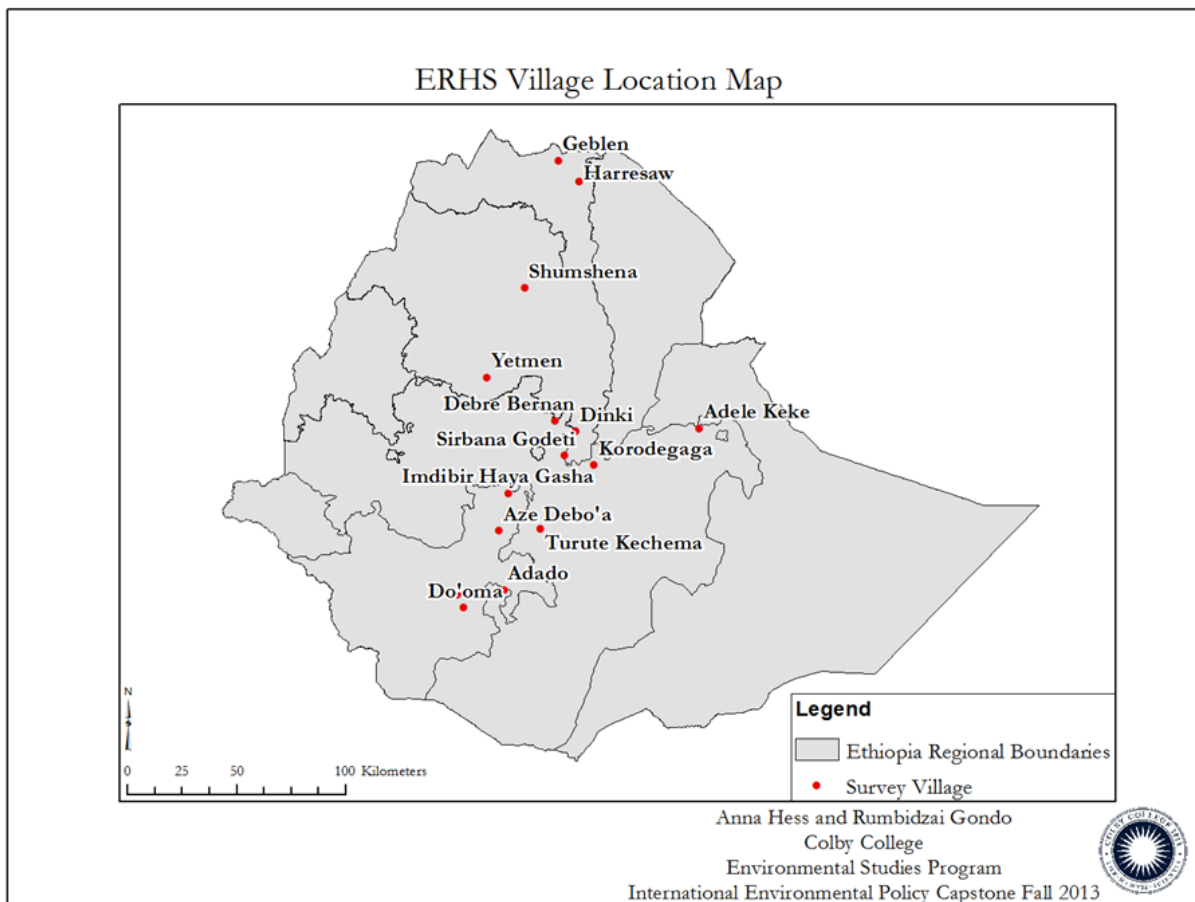 ERHS Village Location Map
Geblen
Harresaw
Shumshena
Yetmen
Debre Bernan
Dinki
Adele Keke
Sirbana Godeti
Korodegaga
Imdibir Haya Gasha
Aze Debo'a
Turute Kechema
Adado
Do'oma
N
0 25 50 100 Kilometers
Legend
Ethiopia Regional Boundaries
Survey Village
Anna Hess and Rumbidzai Gondo
Colby College
Environmental Studies Program
International Environmental Policy Capstone Fall 2013